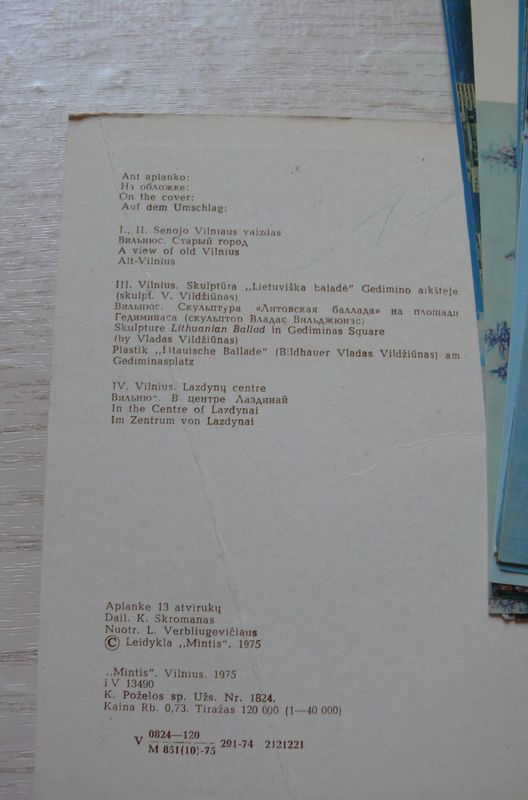 Ant aplanko:
На обложке:
On the cover:
Auf dem Umschlag:
I., II. Senojo Vilniaus vaizdas
Вильнюс. Старый город
A view of old Vilnius
Alt-Vilnius
III. Vilnius. Skulptūra „Lietuviška baladė" Gedimino aikštėje
(skulpt. V. Vildžiūnas)
Вильнюс. Скульптура «Литовская баллада» на площади
Гедиминаса (скульптор Владас Вильджюнас)
Skulpture Lithuanian Ballad in Gediminas Square
(by Vladas Vildžiūnas)
Plastik „Litauische Ballade" (Bildhauer Vladas Vildžiūnas) am
Gediminasplatz
IV. Vilnius. Lazdynų centre
Вильнюс. В центре Лаздинай
In the Centre of Lazdynai
Im Zentrum von Lazdynai
Aplanke 13 atvirukų
Dail. K. Skromanas
Nuotr. L. Verbliugevičiaus
© Leidykla „Mintis". 1975
„Mintis". Vilnius. 1975
i V 13490
K. Poželos sp. Užs. Nr. 1824.
Kaina Rb. 0,73. Tiražas 120 000 (1—40 000)
V 0824—120
M 851(10)-75 291-74 2121221